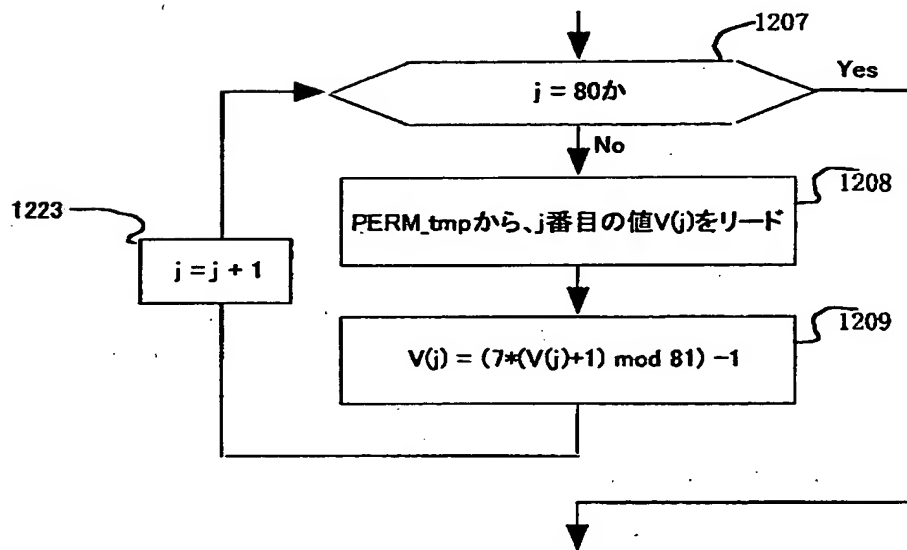 1207
j = 80か
Yes
No
1208
PERM_tmpから、j番目の値V(j)をリード
1223
j = j + 1
1209
V(j) = (7*(V(j)+1) mod 81) −1